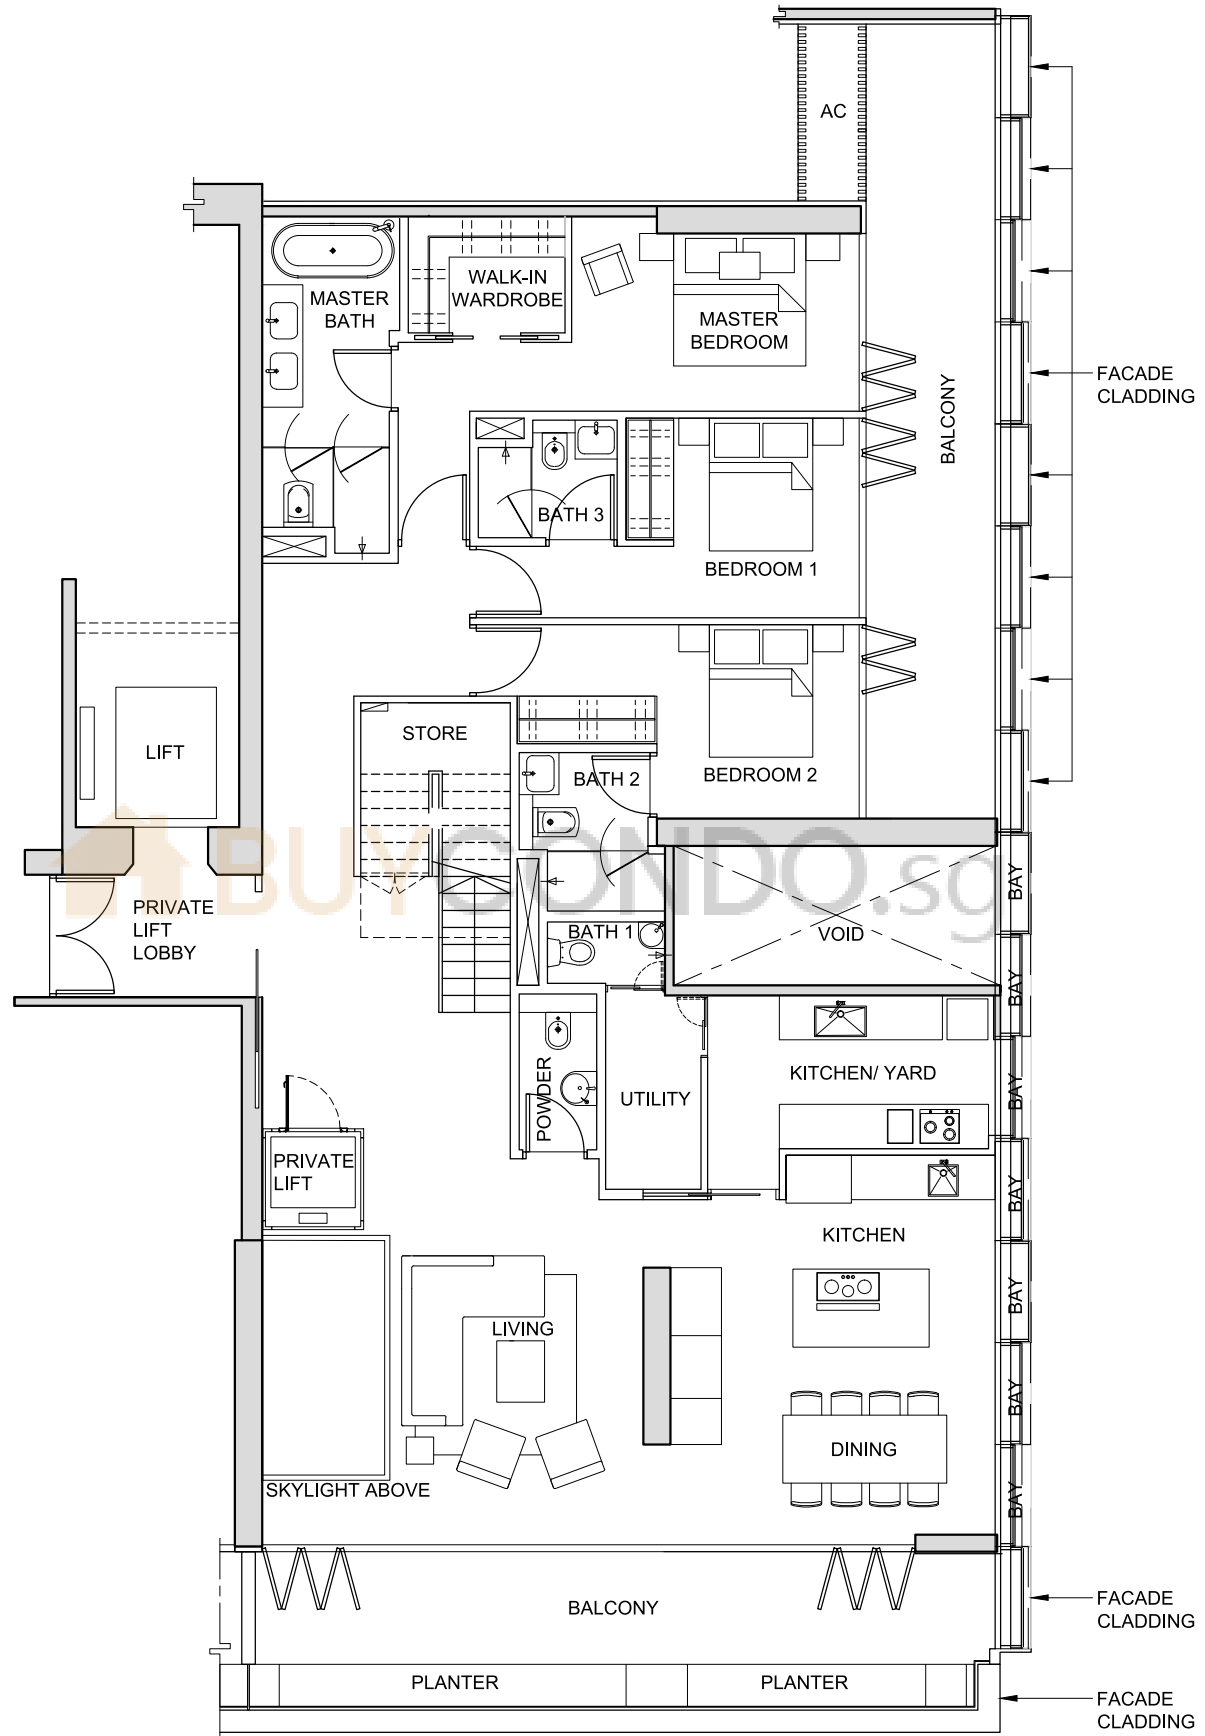 AC
MASTER
BATH
WALK-IN
WARDROBE
MASTER
BEDROOM
BALCONY
FACADE
CLADDING
BATH 3
BEDROOM 1
STORE
LIFT
BATH 2
BEDROOM 2
BUYCONDO.sg
PRIVATE
LIFT
LOBBY
BATH 1
VOID
BAY
BAY
BAY
BAY
BAY
BAY
BAY
POWDER
UTILITY
KITCHEN/ YARD
PRIVATE
LIFT
KITCHEN
LIVING
DINING
SKYLIGHT ABOVE
BALCONY
FACADE
CLADDING
PLANTER
PLANTER
FACADE
CLADDING